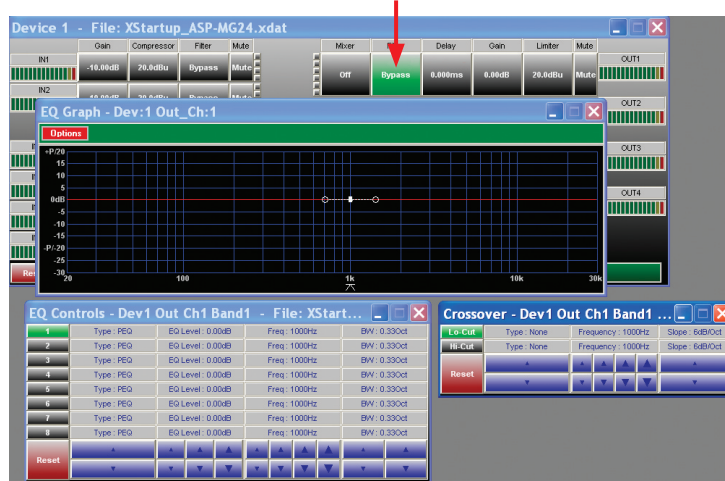 Device 1 - File: XStartup_ASP-MG24.xdat
Gain Compressor Filter Mute Mixer Delay Gain Limiter Mute
IN1 -10.00dB 20.0dBu Bypass Mute Off Bypass 0.000ms 0.00dB 20.0dBu Mute OUT1
IN2
OUT2
OUT3
OUT4
EQ Graph - Dev:1 Out_Ch:1
Options
+P/20
15
10
5
0dB
-5
-10
-15
-P/-20
-25
-30
20 100 1k 10k 30k
EQ Controls - Dev1 Out Ch1 Band1 - File: XStart...
1 Type : PEQ EQ Level : 0.00dB Freq : 1000Hz BW : 0.33Oct
2 Type : PEQ EQ Level : 0.00dB Freq : 1000Hz BW : 0.33Oct
3 Type : PEQ EQ Level : 0.00dB Freq : 1000Hz BW : 0.33Oct
4 Type : PEQ EQ Level : 0.00dB Freq : 1000Hz BW : 0.33Oct
5 Type : PEQ EQ Level : 0.00dB Freq : 1000Hz BW : 0.33Oct
6 Type : PEQ EQ Level : 0.00dB Freq : 1000Hz BW : 0.33Oct
7 Type : PEQ EQ Level : 0.00dB Freq : 1000Hz BW : 0.33Oct
8 Type : PEQ EQ Level : 0.00dB Freq : 1000Hz BW : 0.33Oct
Reset
Crossover - Dev1 Out Ch1 Band1 ...
Lo-Cut Type : None Frequency : 1000Hz Slope : 6dB/Oct
Hi-Cut Type : None Frequency : 1000Hz Slope : 6dB/Oct
Reset